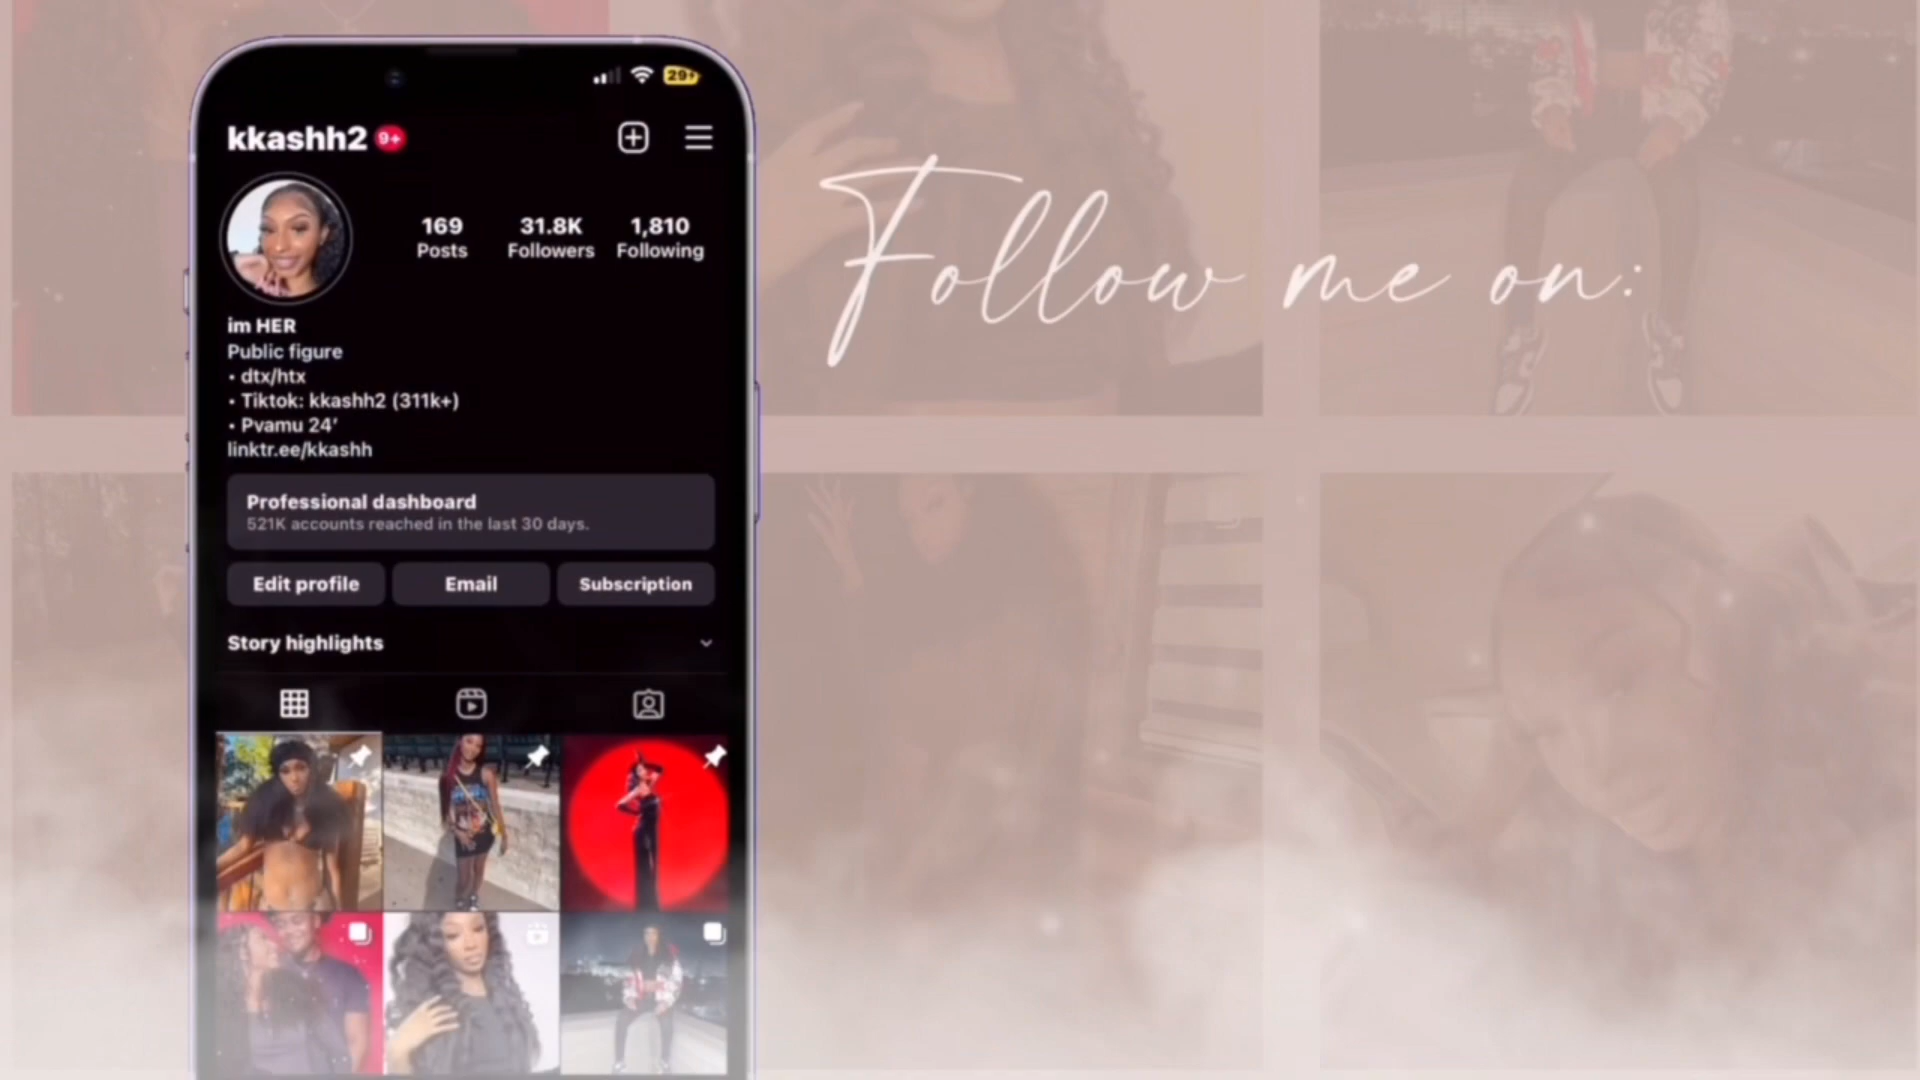 29
kkashh2 9+
169 31.8K 1,810
Posts Followers Following
im HER
Public figure
• dtx/htx
• Tiktok: kkashh2 (311k+)
• Pvamu 24'
linktr.ee/kkashh
Professional dashboard
521K accounts reached in the last 30 days.
Edit profile Email Subscription
Story highlights
Follow me on: